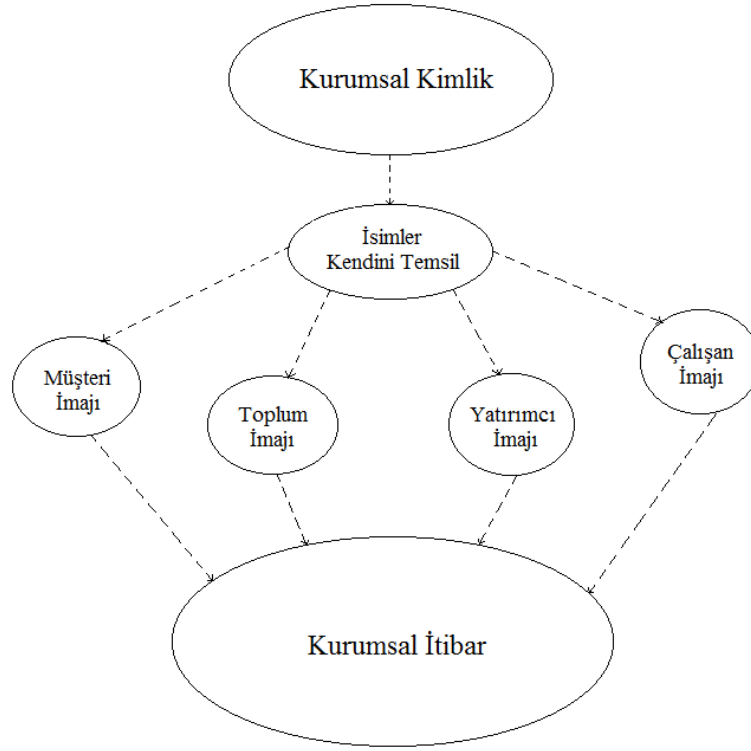 Kurumsal Kimlik
İsimler
Kendini Temsil
Müşteri
İmajı
Toplum
İmajı
Yatırımcı
İmajı
Çalışan
İmajı
Kurumsal İtibar